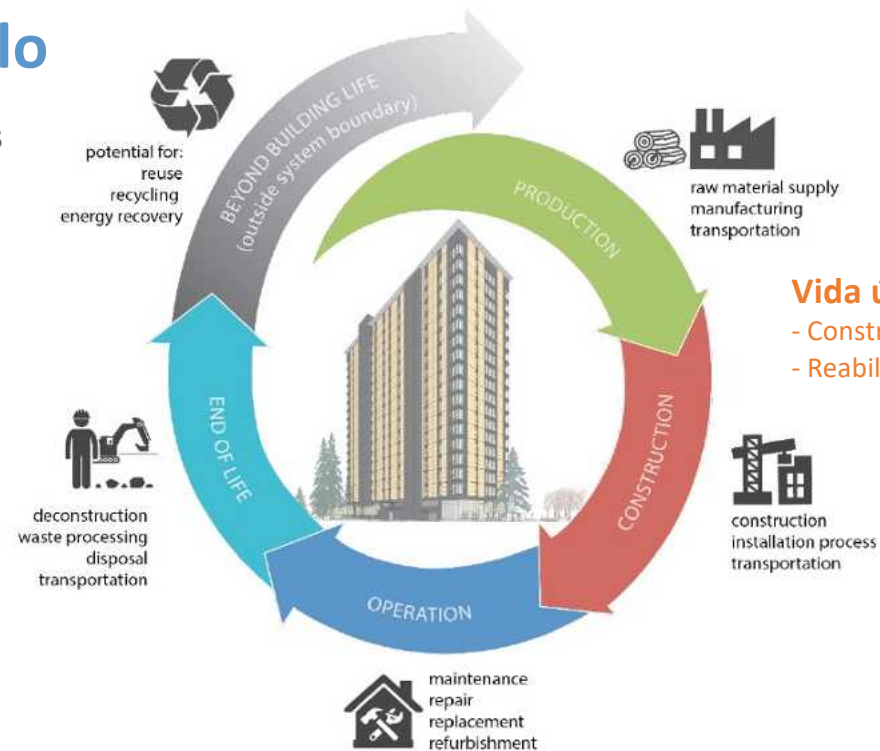 lo
s
potential for:
reuse
recycling
energy recovery
BEYOND BUILDING LIFE
(outside system boundary)
PRODUCTION
raw material supply
manufacturing
transportation
Vida ú
- Constr
- Reabil
CONSTRUCTION
construction
installation process
transportation
OPERATION
maintenance
repair
replacement
refurbishment
END OF LIFE
deconstruction
waste processing
disposal
transportation